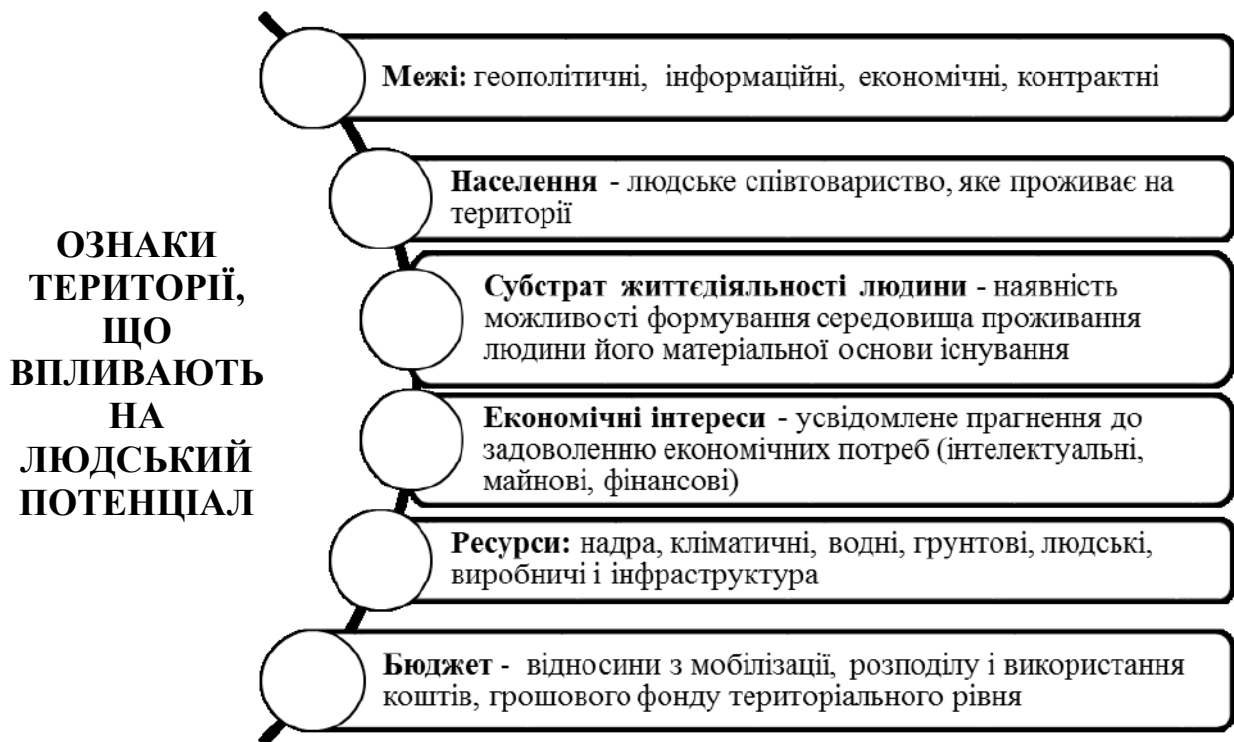 ОЗНАКИ
ТЕРИТОРІЇ,
ЩО
ВПЛИВАЮТЬ
НА
ЛЮДСЬКИЙ
ПОТЕНЦІАЛ
Межі: геополітичні, інформаційні, економічні, контрактні
Населення - людське співтовариство, яке проживає на
території
Субстрат життєдіяльності людини - наявність
можливості формування середовища проживання
людини його матеріальної основи існування
Економічні інтереси - усвідомлене прагнення до
задоволенню економічних потреб (інтелектуальні,
майнові, фінансові)
Ресурси: надра, кліматичні, водні, грунтові, людські,
виробничі і інфраструктура
Бюджет - відносини з мобілізації, розподілу і використання
коштів, грошового фонду територіального рівня